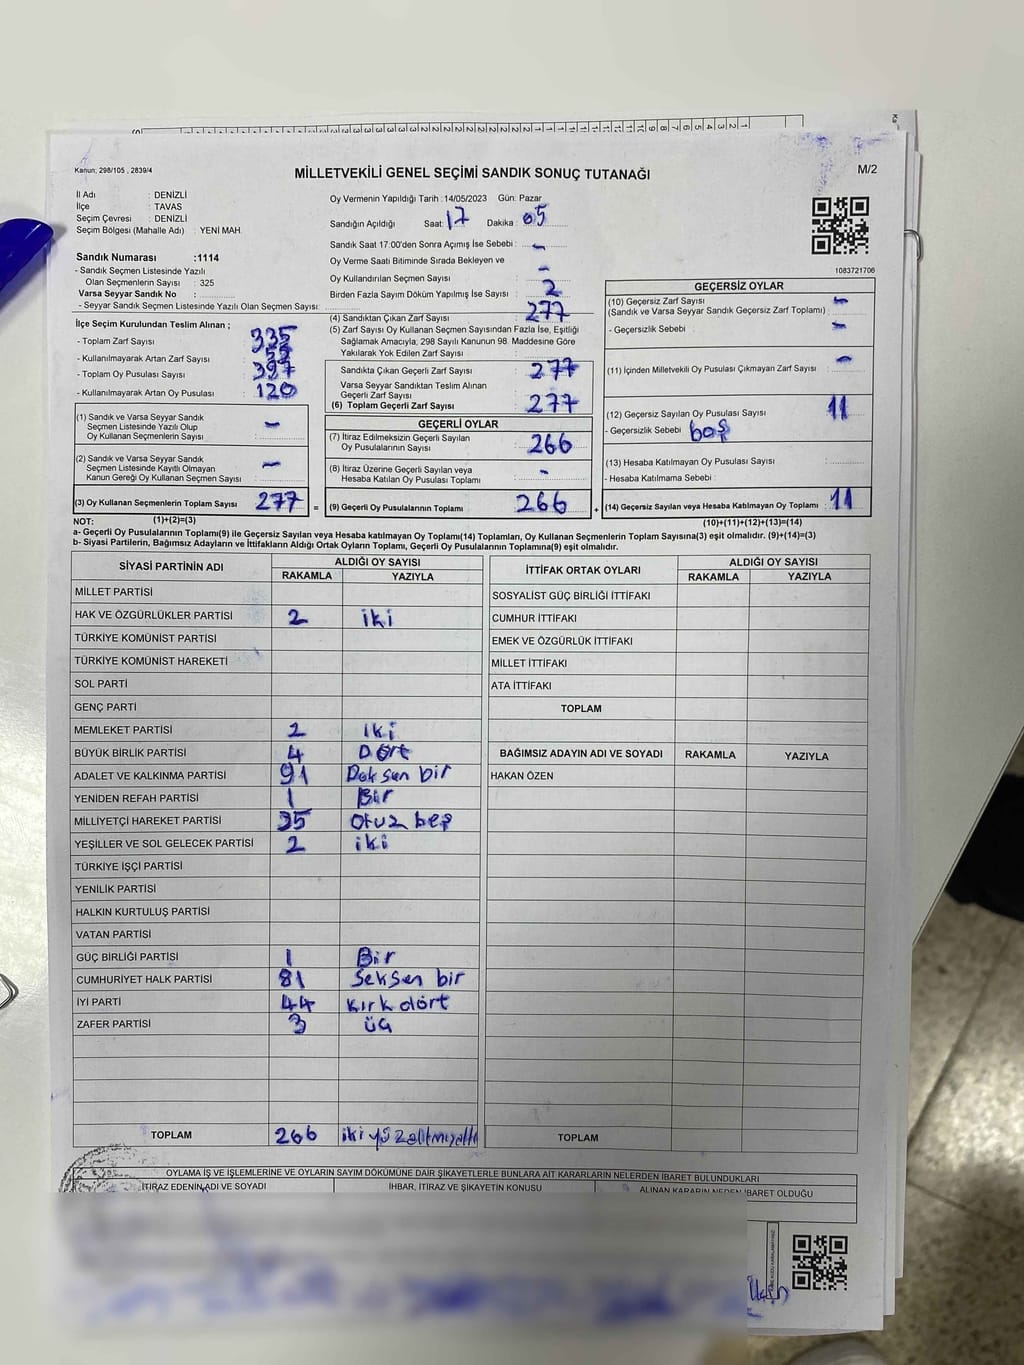 Kanun; 298/105 , 2839/4
MİLLETVEKİLİ GENEL SEÇİMİ SANDIK SONUÇ TUTANAĞI
M/2
İl Adı : DENİZLİ
İlçe : TAVAS
Seçim Çevresi : DENİZLİ
Seçim Bölgesi (Mahalle Adı) : YENİ MAH.
Sandık Numarası :1114
- Sandık Seçmen Listesinde Yazılı
Olan Seçmenlerin Sayısı : 325
Varsa Seyyar Sandık No :
- Seyyar Sandık Seçmen Listesinde Yazılı Olan Seçmen Sayısı:
Oy Vermenin Yapıldığı Tarih :14/05/2023 Gün: Pazar
Sandığın Açıldığı Saat: 17 Dakika : 05
Sandık Saat 17:00'den Sonra Açımış İse Sebebi : -
Oy Verme Saati Bitiminde Sırada Bekleyen ve
Oy Kullandırılan Seçmen Sayısı : -
Birden Fazla Sayım Döküm Yapılmış İse Sayısı : 2
1083721706
İlçe Seçim Kurulundan Teslim Alınan ;
- Toplam Zarf Sayısı : 335
- Kullanılmayarak Artan Zarf Sayısı :
- Toplam Oy Pusulası Sayısı : 397
- Kullanılmayarak Artan Oy Pusulası : 120
(1) Sandık ve Varsa Seyyar Sandık
Seçmen Listesinde Yazılı Olup
Oy Kullanan Seçmenlerin Sayısı : -
(2) Sandık ve Varsa Seyyar Sandık
Seçmen Listesinde Kayıtlı Olmayan
Kanun Gereği Oy Kullanan Seçmen Sayısı : -
(3) Oy Kullanan Seçmenlerin Toplam Sayısı 277 =
(1)+(2)=(3)
(4) Sandıktan Çıkan Zarf Sayısı : 277
(5) Zarf Sayısı Oy Kullanan Seçmen Sayısından Fazla İse, Eşitliği
Sağlamak Amacıyla, 298 Sayılı Kanunun 98. Maddesine Göre
Yakılarak Yok Edilen Zarf Sayısı :
Sandıkta Çıkan Geçerli Zarf Sayısı : 277
Varsa Seyyar Sandıktan Teslim Alınan
Geçerli Zarf Sayısı :
(6) Toplam Geçerli Zarf Sayısı : 277
GEÇERLİ OYLAR
(7) İtiraz Edilmeksizin Geçerli Sayılan
Oy Pusulalarının Sayısı : 266
(8) İtiraz Üzerine Geçerli Sayılan veya
Hesaba Katılan Oy Pusulası Toplamı : -
(9) Geçerli Oy Pusulalarının Toplamı : 266 +
GEÇERSİZ OYLAR
(10) Geçersiz Zarf Sayısı
(Sandık ve Varsa Seyyar Sandık Geçersiz Zarf Toplamı) : -
- Geçersizlik Sebebi : -
(11) İçinden Milletvekili Oy Pusulası Çıkmayan Zarf Sayısı : -
(12) Geçersiz Sayılan Oy Pusulası Sayısı : 11
- Geçersizlik Sebebi : boş
(13) Hesaba Katılmayan Oy Pusulası Sayısı :
- Hesaba Katılmama Sebebi :
(14) Geçersiz Sayılan veya Hesaba Katılmayan Oy Toplamı : 11
(10)+(11)+(12)+(13)=(14)
NOT:
a- Geçerli Oy Pusulalarının Toplamı(9) ile Geçersiz Sayılan veya Hesaba katılmayan Oy Toplamı(14) Toplamları, Oy Kullanan Seçmenlerin Toplam Sayısına(3) eşit olmalıdır. (9)+(14)=(3)
b- Siyasi Partilerin, Bağımsız Adayların ve İttifakların Aldığı Ortak Oyların Toplamı, Geçerli Oy Pusulalarının Toplamına(9) eşit olmalıdır.
SİYASİ PARTİNİN ADI ALDIĞI OY SAYISI
RAKAMLA YAZIYLA
MİLLET PARTİSİ
HAK VE ÖZGÜRLÜKLER PARTİSİ 2 iki
TÜRKİYE KOMÜNİST PARTİSİ
TÜRKİYE KOMÜNİST HAREKETİ
SOL PARTİ
GENÇ PARTİ
MEMLEKET PARTİSİ 2 iki
BÜYÜK BİRLİK PARTİSİ 4 Dört
ADALET VE KALKINMA PARTİSİ 91 Doksan bir
YENİDEN REFAH PARTİSİ 1 Bir
MİLLİYETÇİ HAREKET PARTİSİ 35 otuz beş
YEŞİLLER VE SOL GELECEK PARTİSİ 2 iki
TÜRKİYE İŞÇİ PARTİSİ
YENİLİK PARTİSİ
HALKIN KURTULUŞ PARTİSİ
VATAN PARTİSİ
GÜÇ BİRLİĞİ PARTİSİ 1 Bir
CUMHURİYET HALK PARTİSİ 81 Seksen bir
İYİ PARTİ 44 kırk dört
ZAFER PARTİSİ 3 üç
TOPLAM 266 iki yüz altmışaltı
İTTİFAK ORTAK OYLARI ALDIĞI OY SAYISI
RAKAMLA YAZIYLA
SOSYALİST GÜÇ BİRLİĞİ İTTİFAKI
CUMHUR İTTİFAKI
EMEK VE ÖZGÜRLÜK İTTİFAKI
MİLLET İTTİFAKI
ATA İTTİFAKI
TOPLAM
BAĞIMSIZ ADAYIN ADI VE SOYADI RAKAMLA YAZIYLA
HAKAN ÖZEN
TOPLAM
OYLAMA İŞ VE İŞLEMLERİNE VE OYLARIN SAYIM DÖKÜMÜNE DAİR ŞİKAYETLERLE BUNLARA AİT KARARLARIN NELERDEN İBARET BULUNDUKLARI
İTİRAZ EDENİN ADI VE SOYADI İHBAR, İTİRAZ VE ŞİKAYETİN KONUSU ALINAN KARARIN NEDEN İBARET OLDUĞU